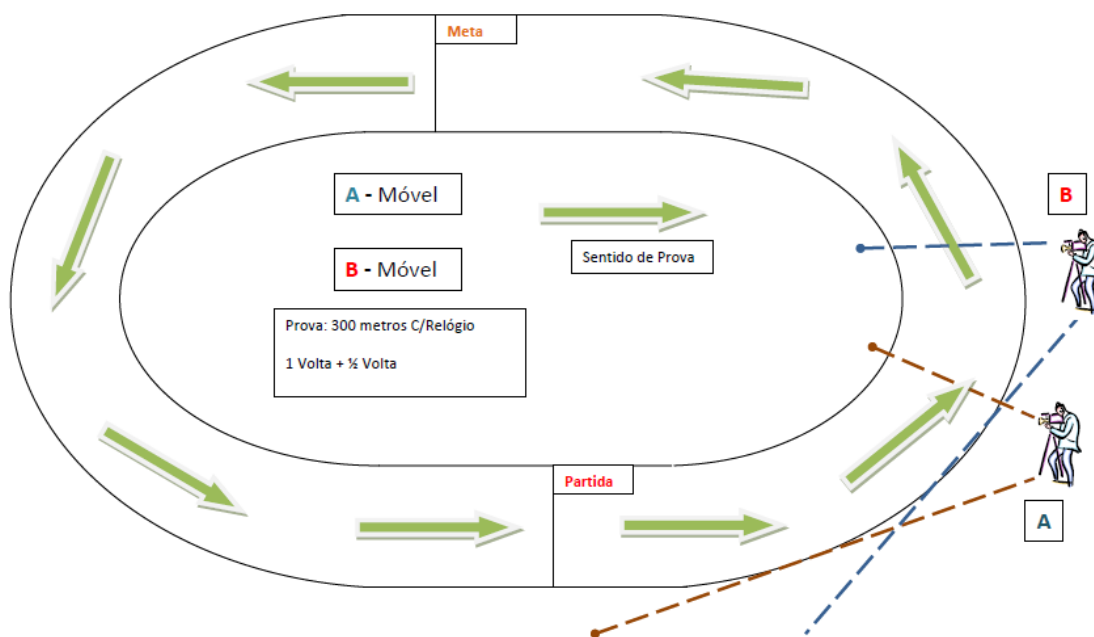 Meta
A - Móvel
B
B - Móvel
Sentido de Prova
Prova: 300 metros C/Relógio
1 Volta + ½ Volta
Partida
A